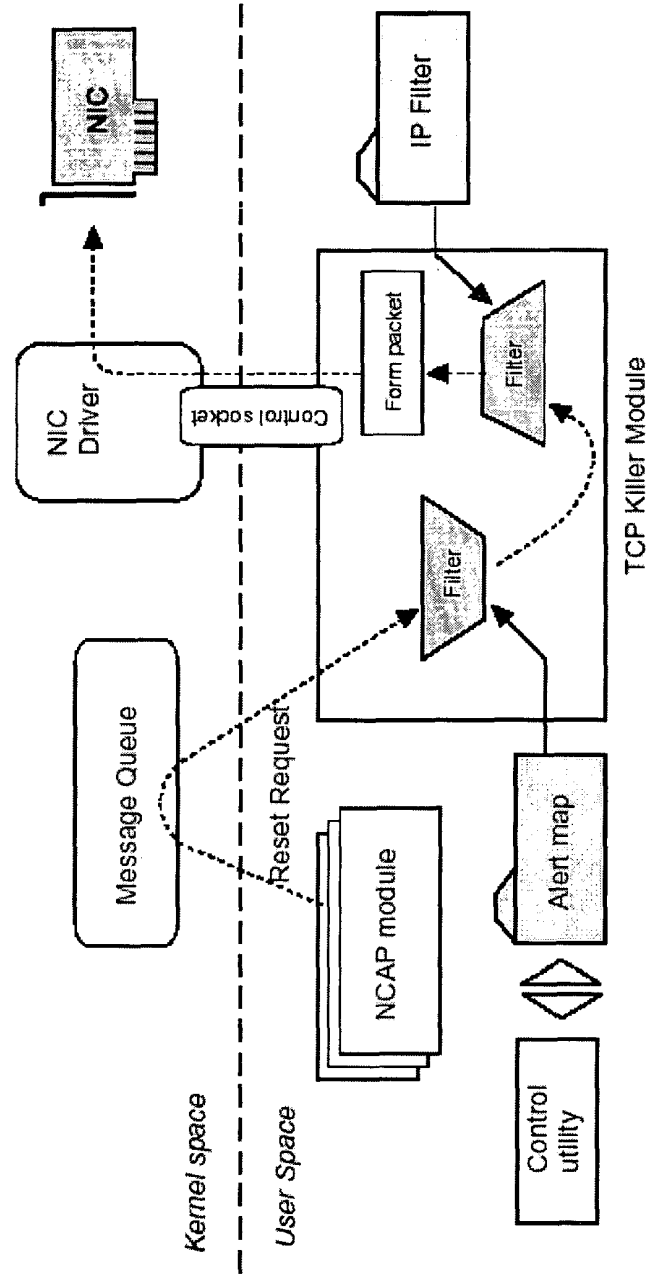 Kernel space
User Space
Message Queue
NIC
Driver
NIC
Control socket
Reset Request
NCAP module
Filter
Form packet
Filter
IP Filter
Control
utility
Alert map
TCP Killer Module